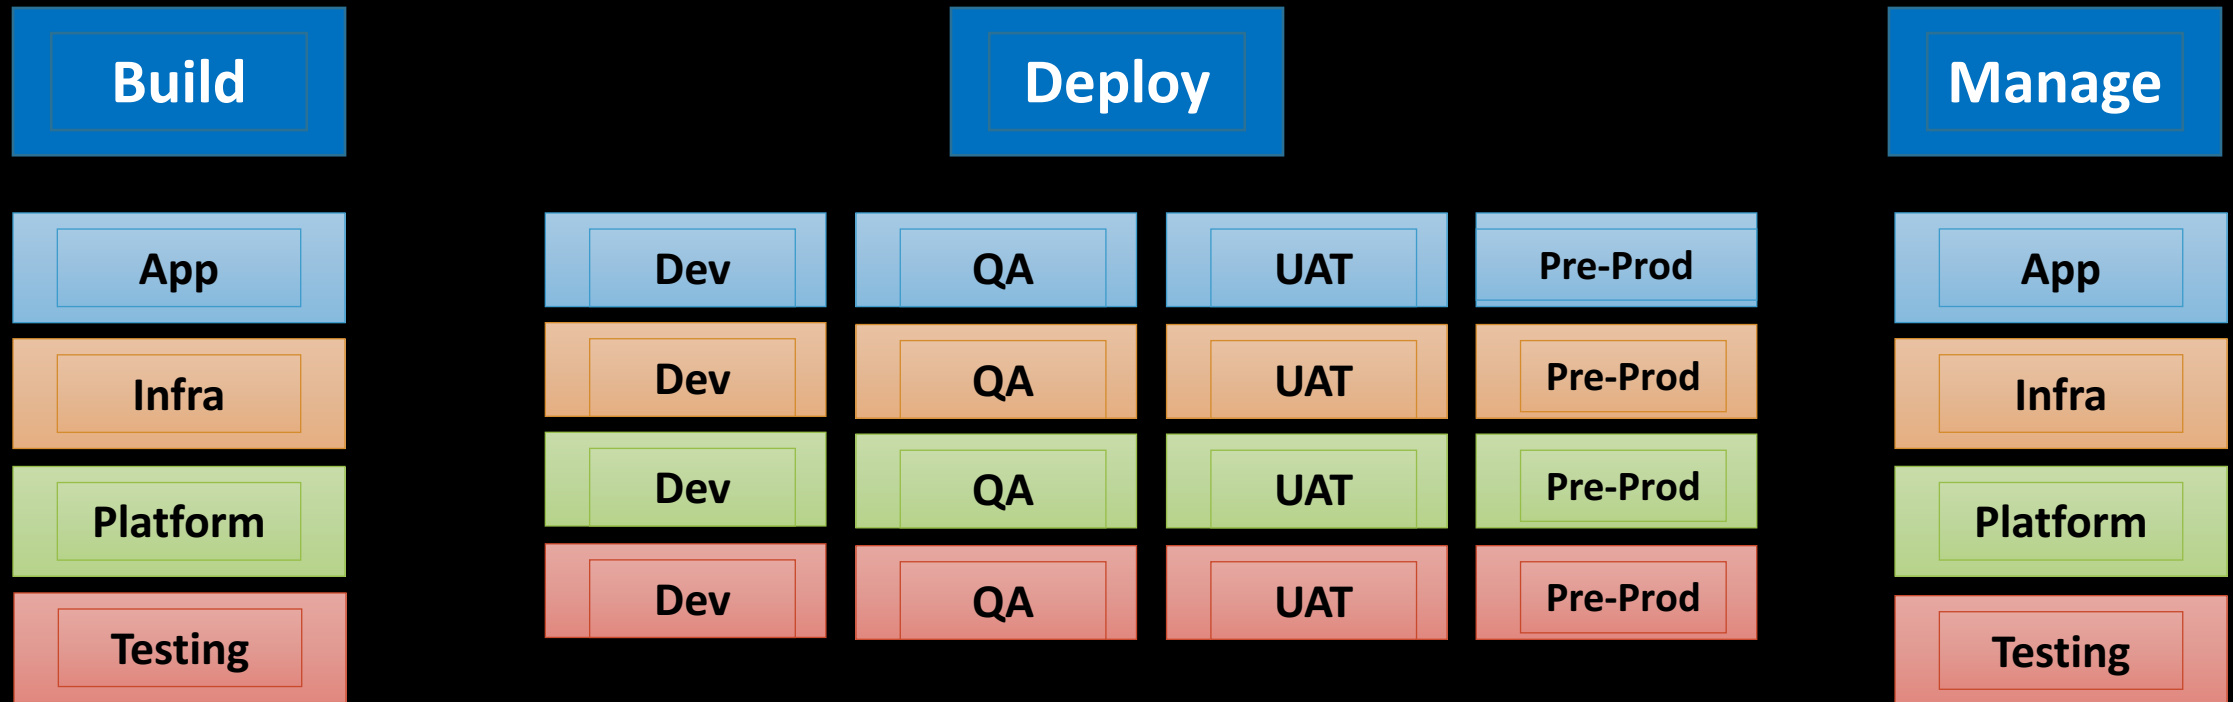 Build
Deploy
Manage
App
Dev
QA
UAT
Pre-Prod
App
Infra
Dev
QA
UAT
Pre-Prod
Infra
Platform
Dev
QA
UAT
Pre-Prod
Platform
Testing
Dev
QA
UAT
Pre-Prod
Testing